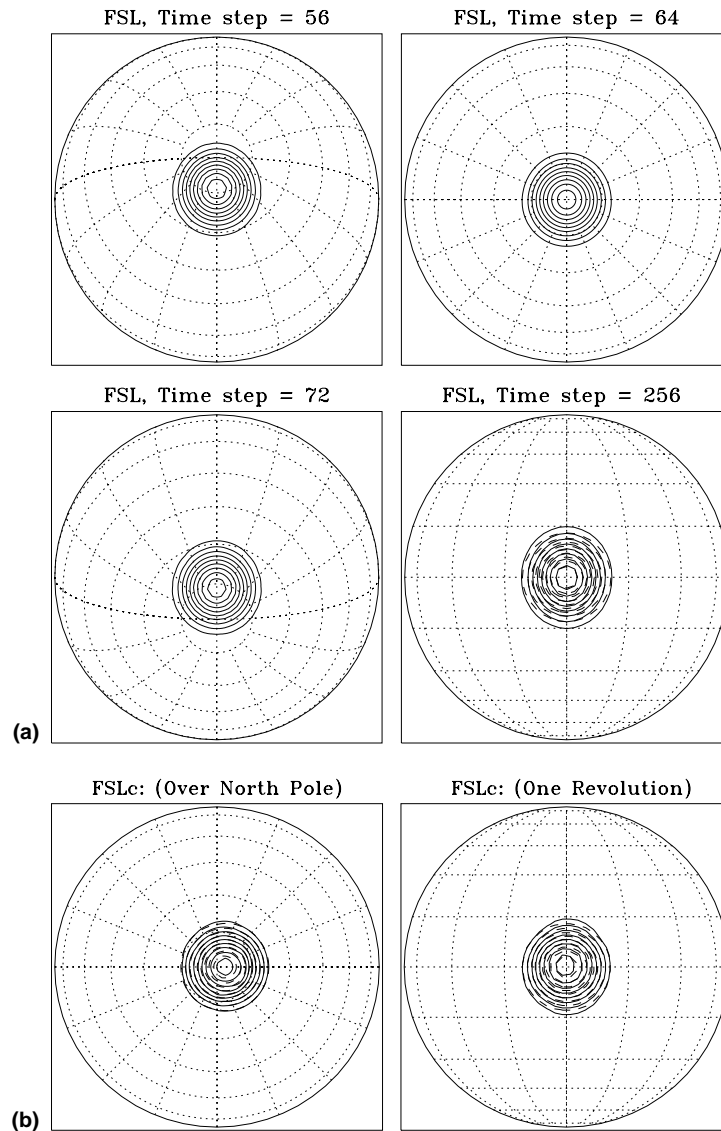 FSL, Time step = 56
FSL, Time step = 64
FSL, Time step = 72
FSL, Time step = 256
(a)
FSLc: (Over North Pole)
FSLc: (One Revolution)
(b)